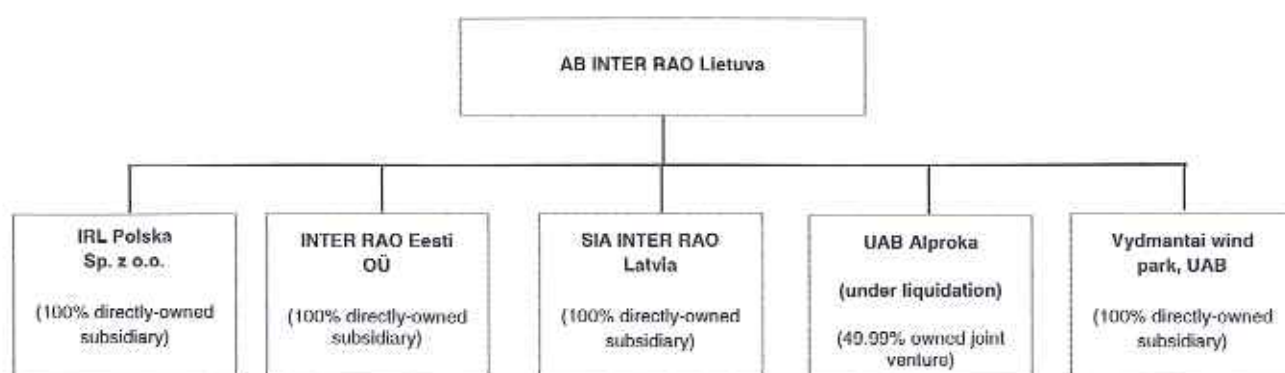 AB INTER RAO Lietuva
IRL Polska
Sp. z o.o.
(100% directly-owned
subsidiary)
INTER RAO Eesti
OÜ
(100% directly-owned
subsidiary)
SIA INTER RAO
Latvia
(100% directly-owned
subsidiary)
UAB Alproka
(under liquidation)
(49.99% owned joint
venture)
Vydmantai wind
park, UAB
(100% directly-owned
subsidiary)